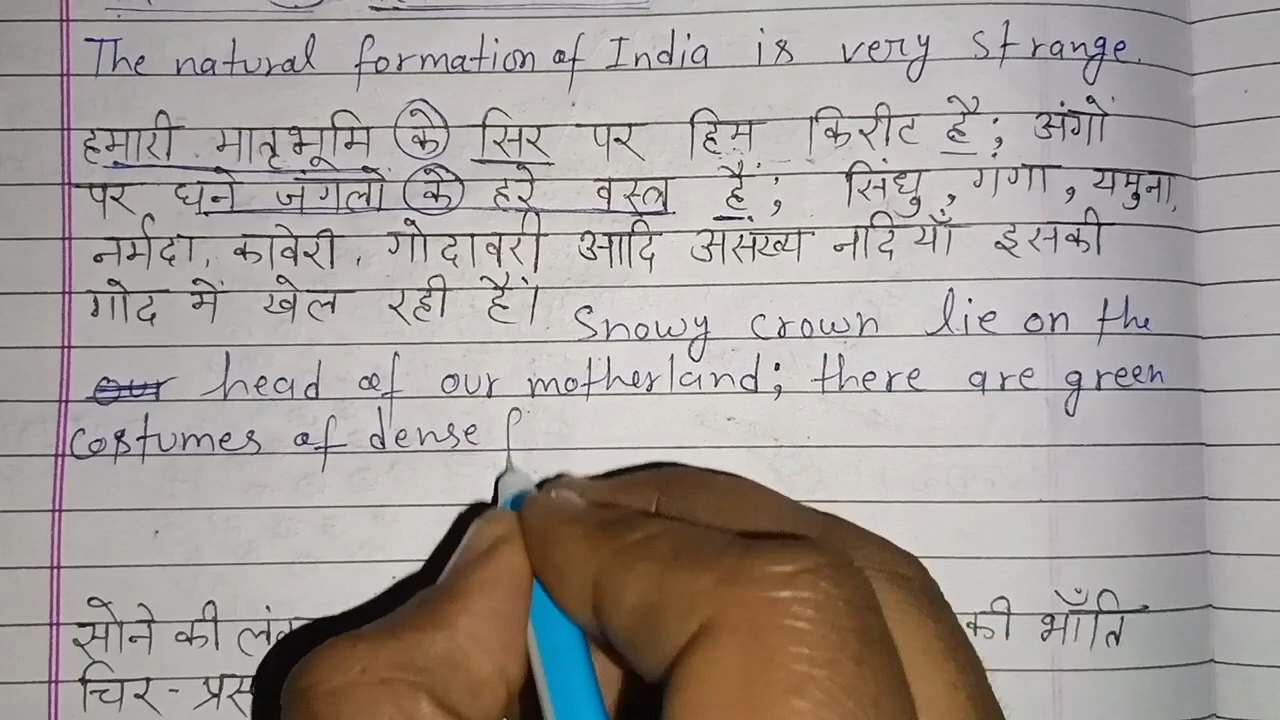 The natural formation of India is very strange.
हमारी मातृभूमि के सिर पर हिम किरीट है; अंगों
पर घने जंगलों के हरे वस्त्र हैं; सिंधु, गंगा, यमुना,
नर्मदा, कावेरी, गोदावरी आदि असंख्य नदियाँ इसकी
गोद में खेल रही हैं। Snowy crown lie on the
head of our motherland; there are green
costumes of dense f
सोने की की भाँति
चिर-